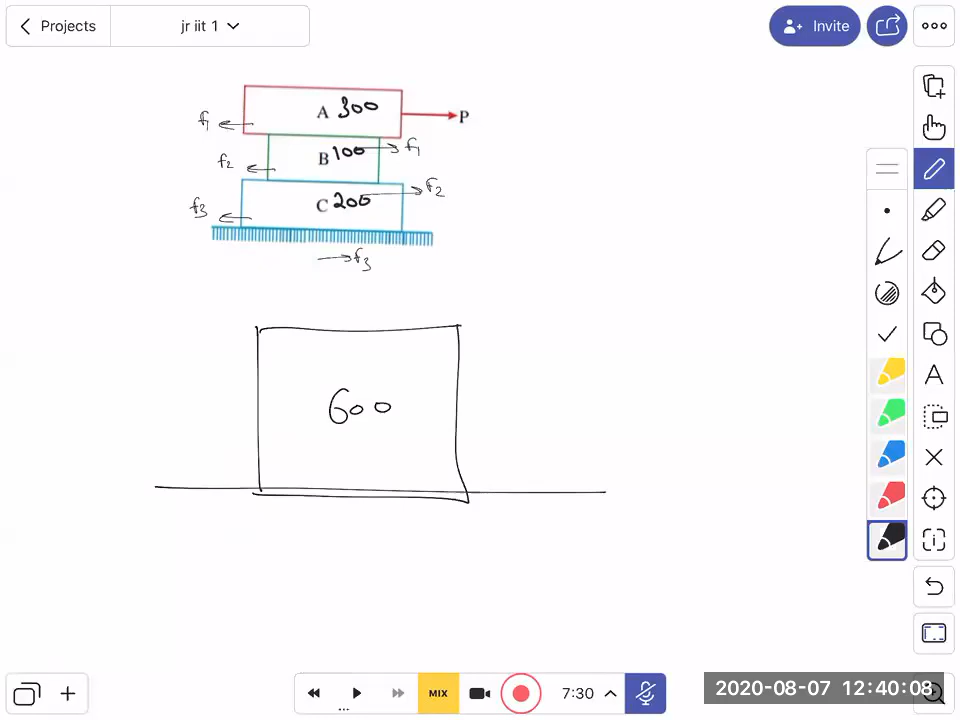 Projects
jr iit 1
Invite
A 300
P
f1
B 100
f1
f2
C 200
f2
f3
f3
600
A
MIX
7:30
2020-08-07 12:40:08